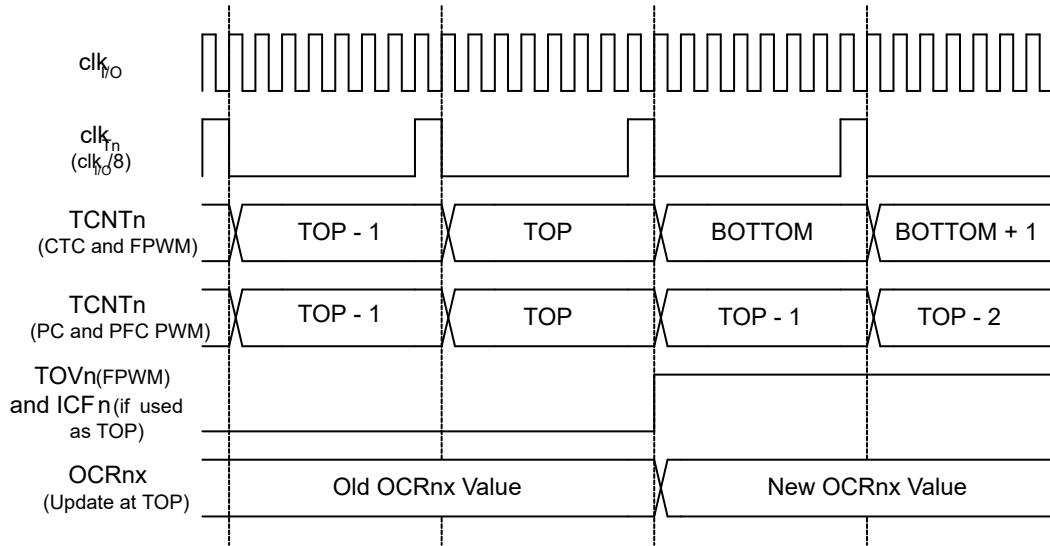 clkI/O
clkTn
(clkI/O/8)
TCNTn
(CTC and FPWM)
TOP - 1 TOP BOTTOM BOTTOM + 1
TCNTn
(PC and PFC PWM)
TOP - 1 TOP TOP - 1 TOP - 2
TOVn(FPWM)
and ICFn(if used
as TOP)
OCRnx
(Update at TOP)
Old OCRnx Value New OCRnx Value